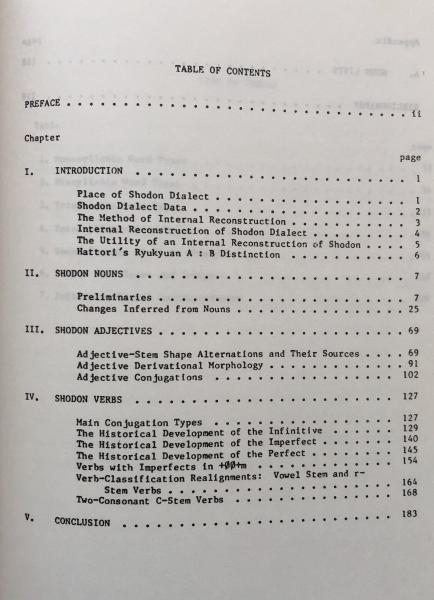 TABLE OF CONTENTS
PREFACE . . . . . . . . . . . . . . . . . . . . . . . . . . . . . . . . ii
Chapter
page
I. INTRODUCTION . . . . . . . . . . . . . . . . . . . . . . . . . . 1
Place of Shodon Dialect . . . . . . . . . . . . . . . . . . 1
Shodon Dialect Data . . . . . . . . . . . . . . . . . . . . 2
The Method of Internal Reconstruction . . . . . . . . . . . 3
Internal Reconstruction of Shodon Dialect . . . . . . . . . 4
The Utility of an Internal Reconstruction of Shodon . . . . 5
Hattori's Ryukyuan A : B Distinction . . . . . . . . . . . 6
II. SHODON NOUNS . . . . . . . . . . . . . . . . . . . . . . . . . . 7
Preliminaries . . . . . . . . . . . . . . . . . . . . . . . 7
Changes Inferred from Nouns . . . . . . . . . . . . . . . . 25
III. SHODON ADJECTIVES . . . . . . . . . . . . . . . . . . . . . . . 69
Adjective-Stem Shape Alternations and Their Sources . . . . 69
Adjective Derivational Morphology . . . . . . . . . . . . . 91
Adjective Conjugations . . . . . . . . . . . . . . . . . . 102
IV. SHODON VERBS . . . . . . . . . . . . . . . . . . . . . . . . . . 127
Main Conjugation Types . . . . . . . . . . . . . . . . . . 127
The Historical Development of the Infinitive . . . . . . . 129
The Historical Development of the Imperfect . . . . . . . . 140
The Historical Development of the Perfect . . . . . . . . . 145
Verbs with Imperfects in +ØØ+m . . . . . . . . . . . . . . 154
Verb-Classification Realignments: Vowel Stem and r-
Stem Verbs . . . . . . . . . . . . . . . . . . . . . . 164
Two-Consonant C-Stem Verbs . . . . . . . . . . . . . . . . 168
V. CONCLUSION . . . . . . . . . . . . . . . . . . . . . . . . . . . 183